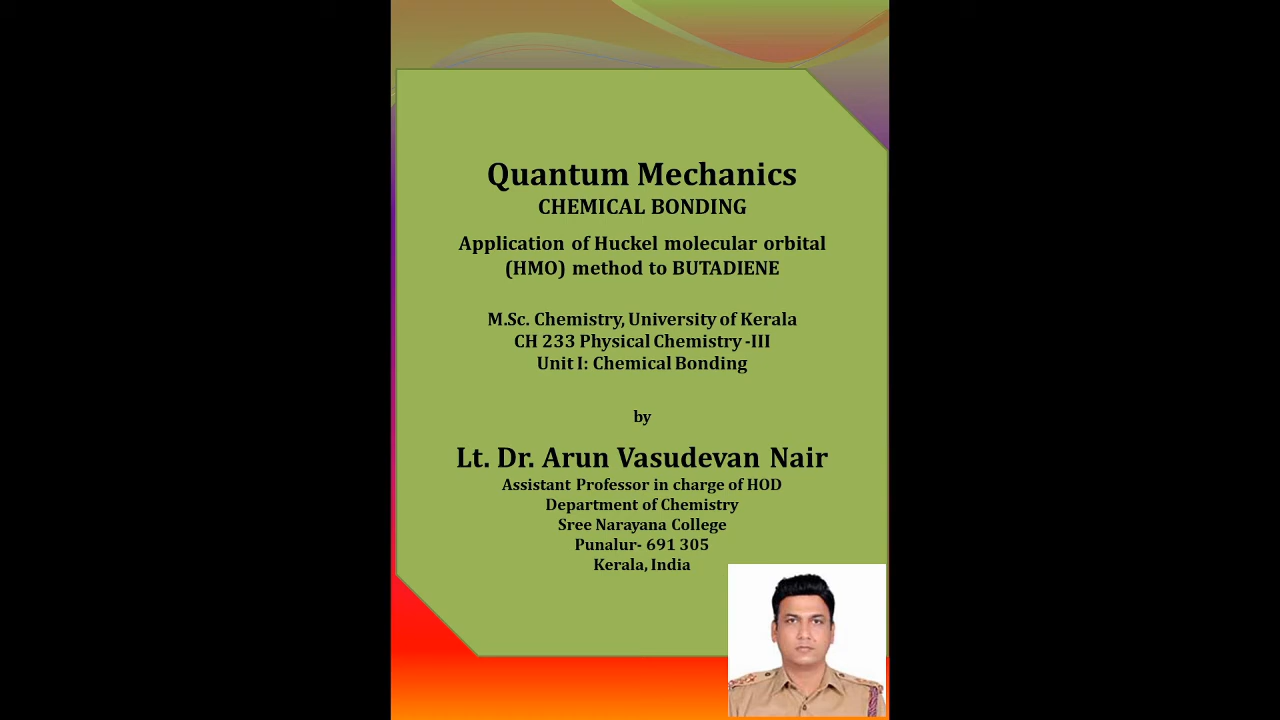 Quantum Mechanics
CHEMICAL BONDING
Application of Huckel molecular orbital
(HMO) method to BUTADIENE
M.Sc. Chemistry, University of Kerala
CH 233 Physical Chemistry -III
Unit I: Chemical Bonding
by
Lt. Dr. Arun Vasudevan Nair
Assistant Professor in charge of HOD
Department of Chemistry
Sree Narayana College
Punalur- 691 305
Kerala, India